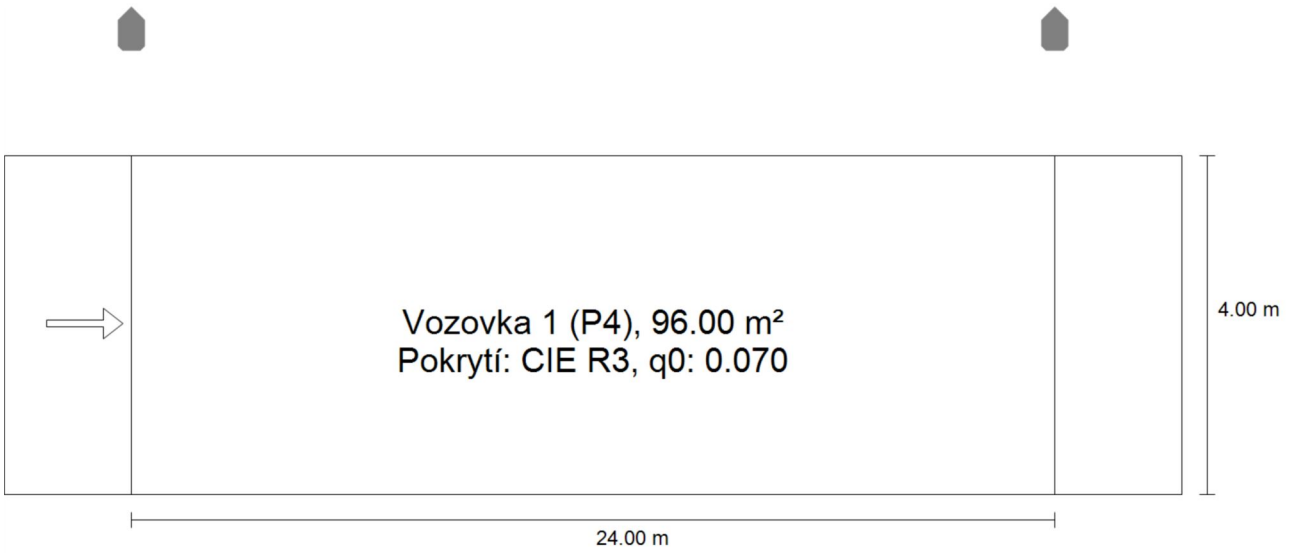 Vozovka 1 (P4), 96.00 m²
Pokrytí: CIE R3, q0: 0.070
4.00 m
24.00 m